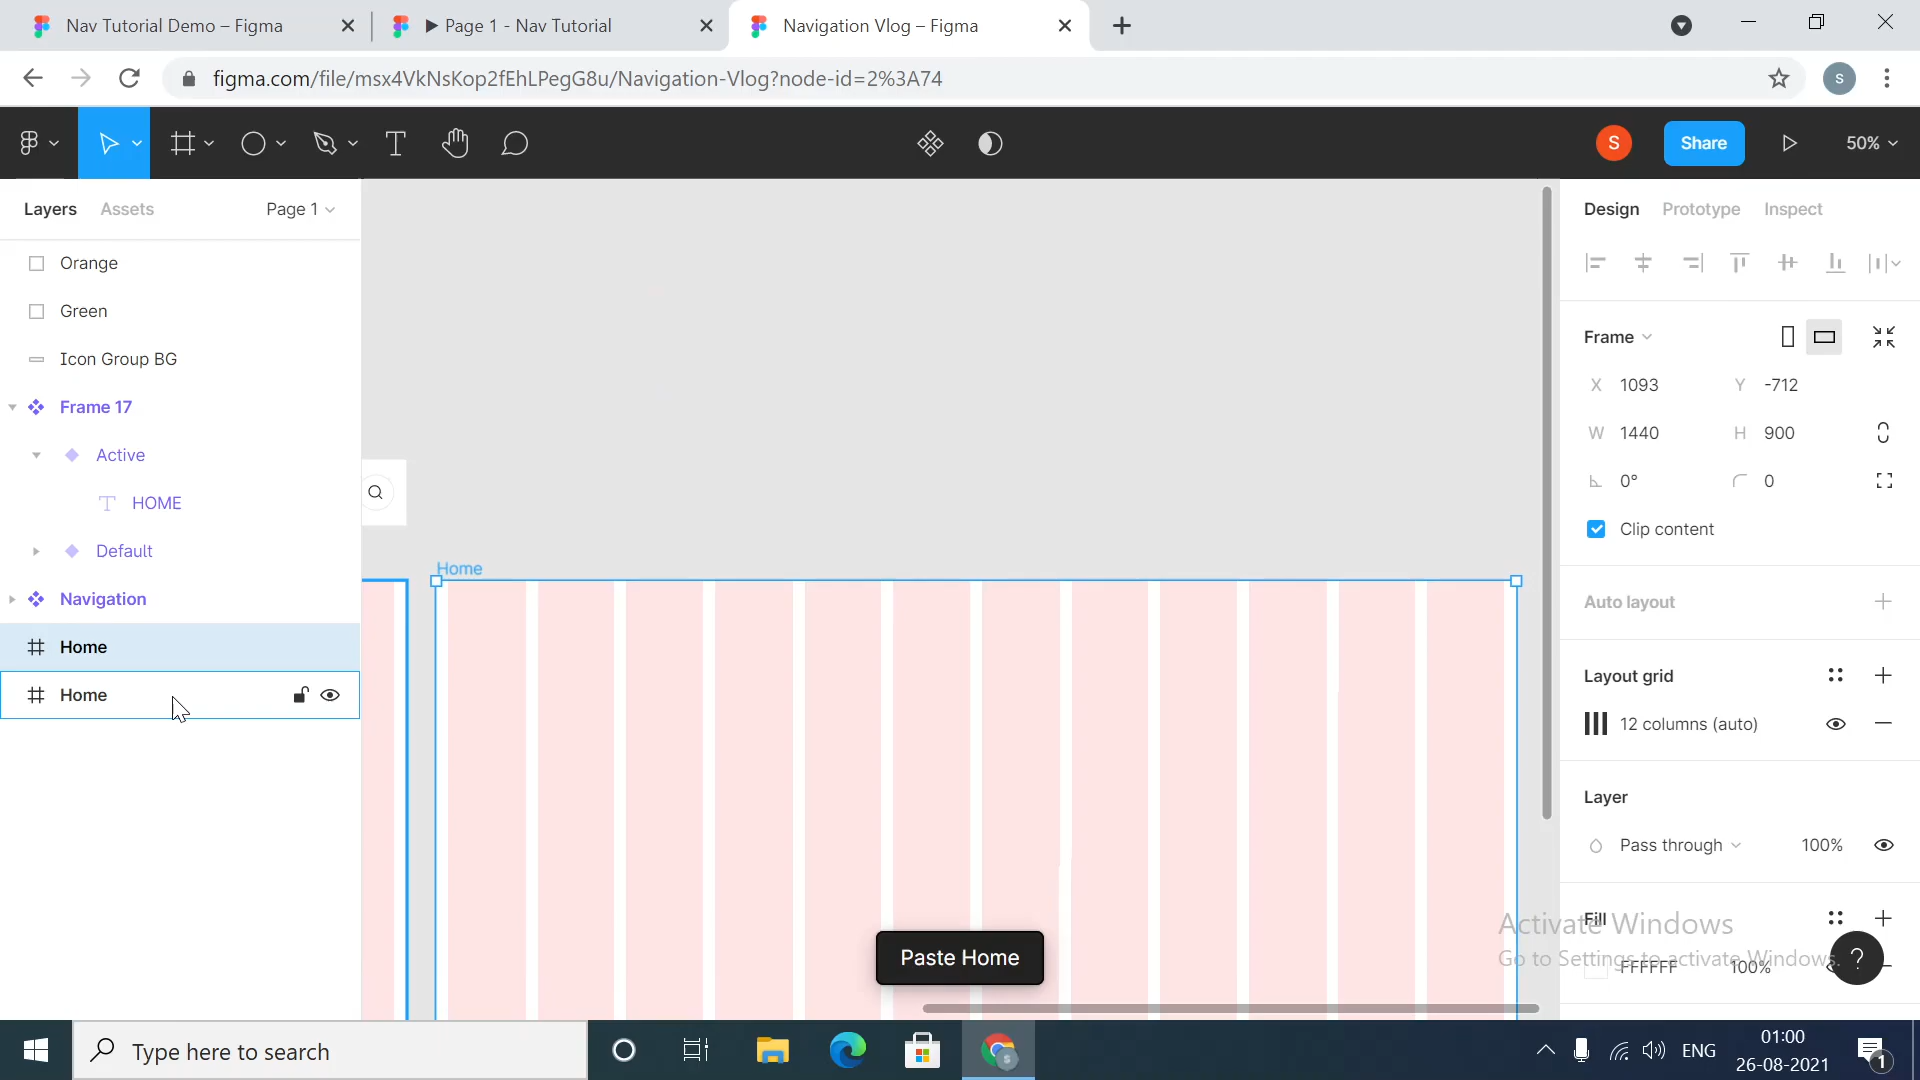 Nav Tutorial Demo – Figma
▶ Page 1 - Nav Tutorial
Navigation Vlog – Figma
figma.com/file/msx4VkNsKop2fEhLPegG8u/Navigation-Vlog?node-id=2%3A74
S
S
Share
50%
Layers
Assets
Page 1
Design
Prototype
Inspect
Orange
Green
Icon Group BG
Frame 17
Active
HOME
Default
Navigation
Home
Home
Home
Frame
X 1093
Y -712
W 1440
H 900
0°
0
Clip content
Auto layout
Layout grid
12 columns (auto)
Layer
Pass through
100%
Fill
FFFFFF
100%
Activate Windows
Go to Settings to activate Windows.
?
Paste Home
Type here to search
ENG
01:00
26-08-2021
1